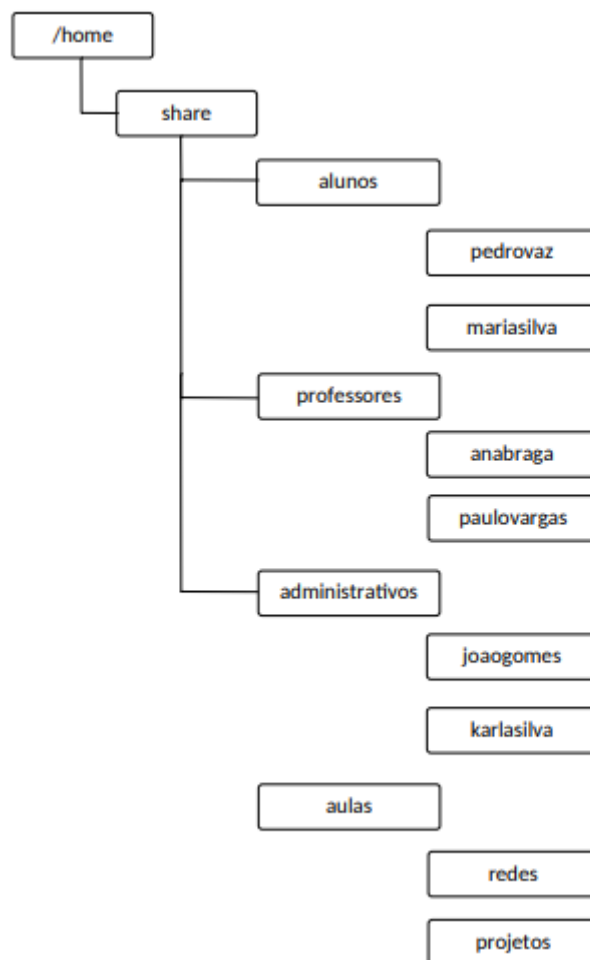 /home
share
alunos
pedrovaz
mariasilva
professores
anabraga
paulovargas
administrativos
joaogomes
karlasilva
aulas
redes
projetos